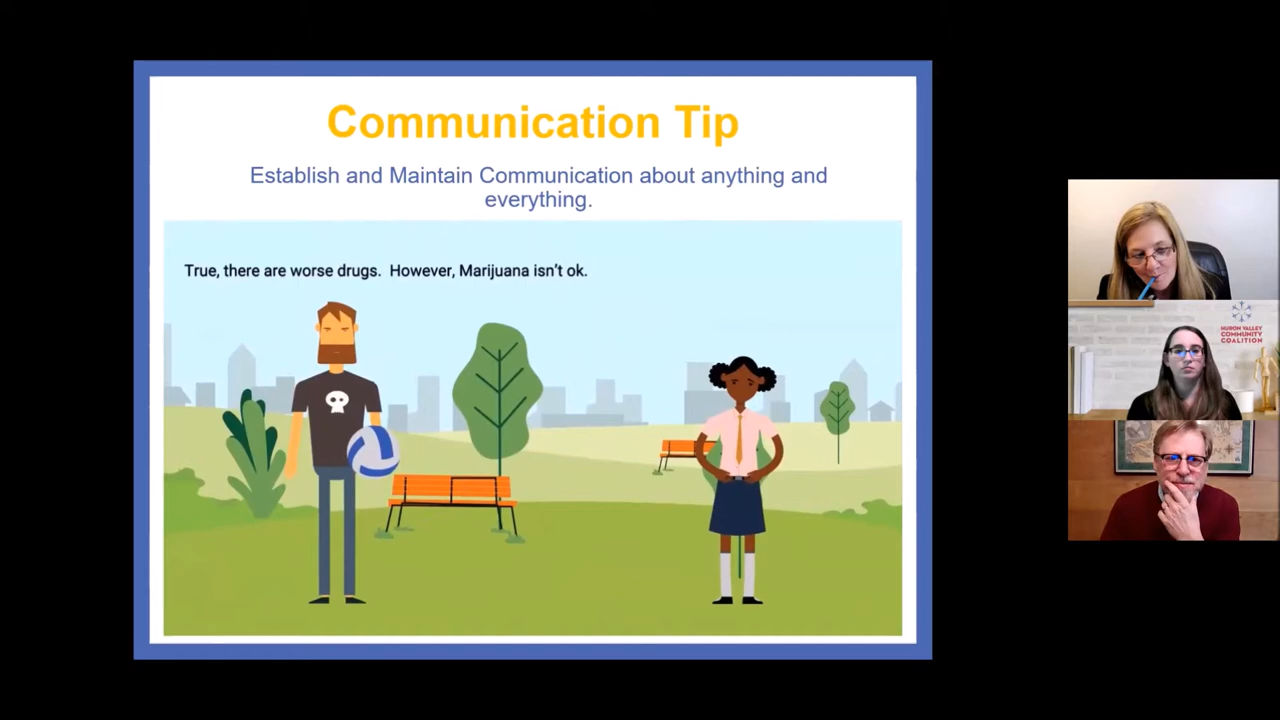 Communication Tip
Establish and Maintain Communication about anything and
everything.
True, there are worse drugs.  However, Marijuana isn't ok.
HURON VALLEY
COMMUNITY
COALITION